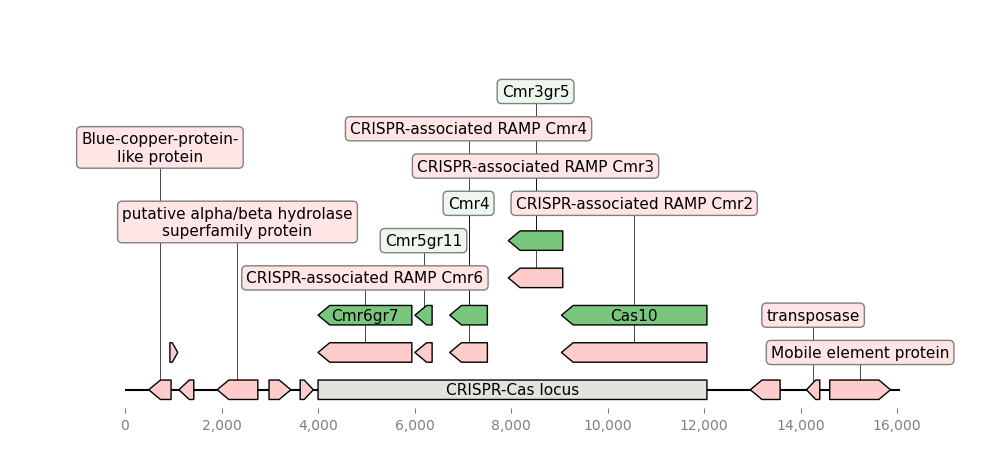 Cmr3gr5
CRISPR-associated RAMP Cmr4
Blue-copper-protein-
like protein
CRISPR-associated RAMP Cmr3
Cmr4
CRISPR-associated RAMP Cmr2
putative alpha/beta hydrolase
superfamily protein
Cmr5gr11
CRISPR-associated RAMP Cmr6
Cmr6gr7
Cas10
transposase
Mobile element protein
CRISPR-Cas locus
0
2,000
4,000
6,000
8,000
10,000
12,000
14,000
16,000